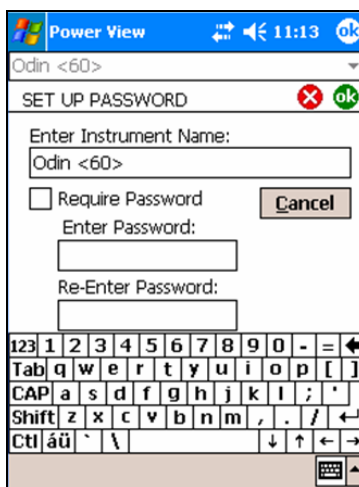 Power View 11:13 ok
Odin <60>
SET UP PASSWORD ok
Enter Instrument Name:
Odin <60>
Require Password Cancel
Enter Password:
Re-Enter Password:
123 1 2 3 4 5 6 7 8 9 0 - = ←
Tab q w e r t y u i o p [ ]
CAP a s d f g h j k l ; '
Shift z x c v b n m , . / ↵
Ctl áü ` \ ↓ ↑ ← →